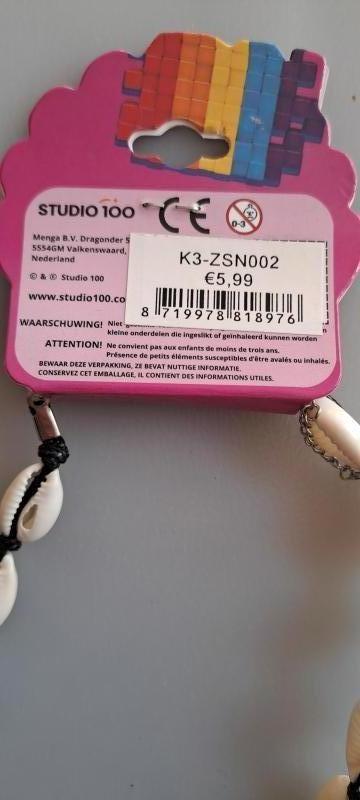 STUDIO 100
CE
0-3
Menga B.V. Dragonder 5
5554GM Valkenswaard,
Nederland
© & ® Studio 100
www.studio100.co
K3-ZSN002
€5,99
8 719978 818976
WAARSCHUWING!
kleine onderdelen die ingeslikt of geïnhaleerd kunnen worden
ATTENTION! Ne convient pas aux enfants de moins de trois ans.
Présence de petits éléments susceptibles d'être avalés ou inhalés.
BEWAAR DEZE VERPAKKING, ZE BEVAT NUTTIGE INFORMATIE.
CONSERVEZ CET EMBALLAGE, IL CONTIENT DES INFORMATIONS UTILES.